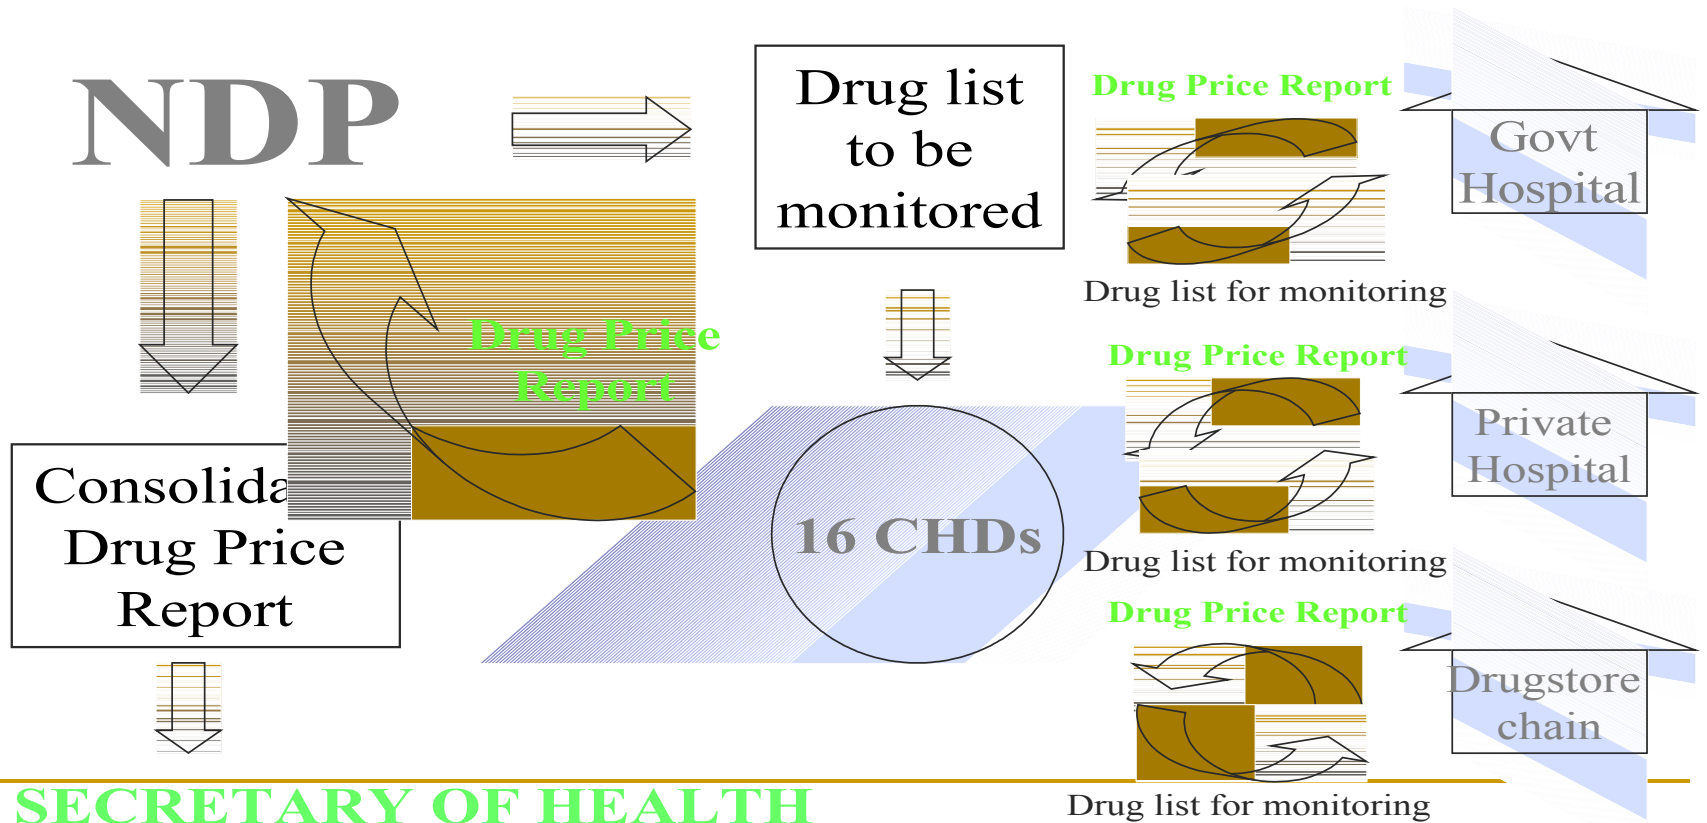 NDP
Drug list
to be
monitored
Drug Price Report
Govt
Hospital
Drug list for monitoring
Drug Price
Report
Drug Price Report
Private
Hospital
Consolida
Drug Price
Report
16 CHDs
Drug list for monitoring
Drug Price Report
Drugstore
chain
SECRETARY OF HEALTH
Drug list for monitoring